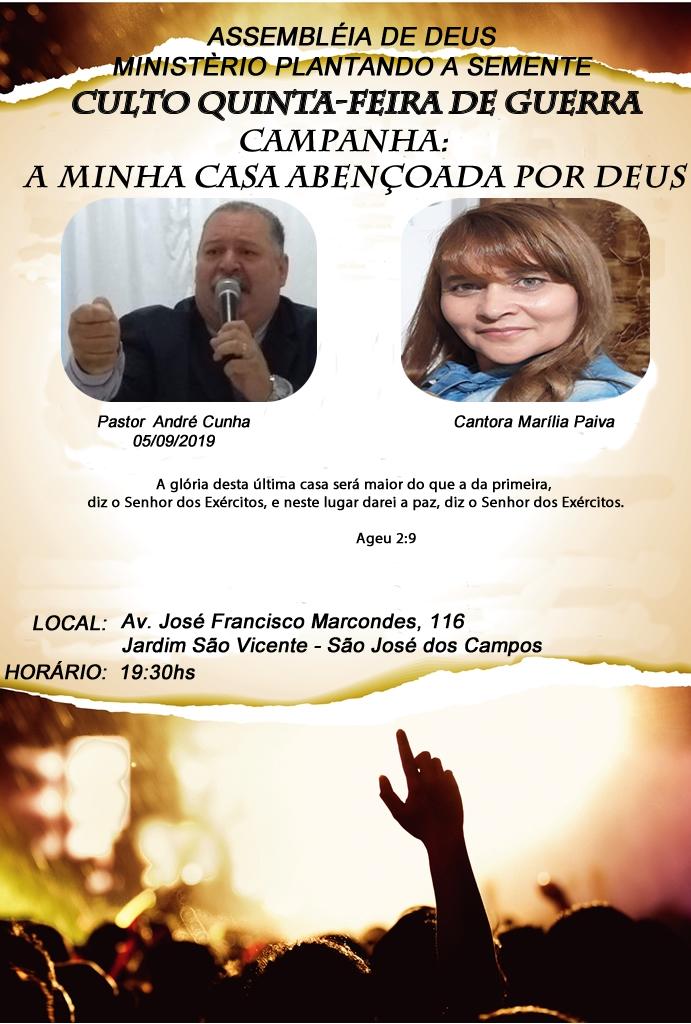 ASSEMBLÉIA DE DEUS
MINISTÈRIO PLANTANDO A SEMENTE
CULTO QUINTA-FEIRA DE GUERRA
CAMPANHA:
A MINHA CASA ABENÇOADA POR DEUS
Pastor André Cunha
05/09/2019
Cantora Marília Paiva
A glória desta última casa será maior do que a da primeira,
diz o Senhor dos Exércitos, e neste lugar darei a paz, diz o Senhor dos Exércitos.
Ageu 2:9
LOCAL: Av. José Francisco Marcondes, 116
Jardim São Vicente - São José dos Campos
HORÁRIO: 19:30hs